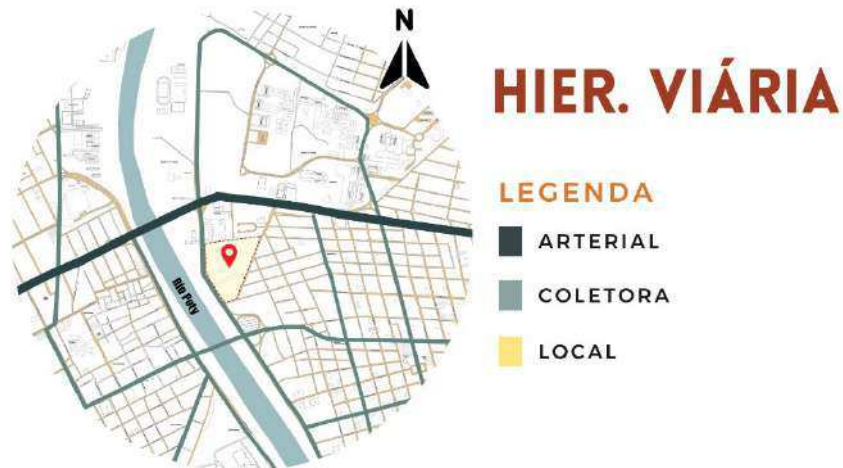 N
HIER. VIÁRIA
LEGENDA
ARTERIAL
COLETORA
LOCAL
Rio Poty